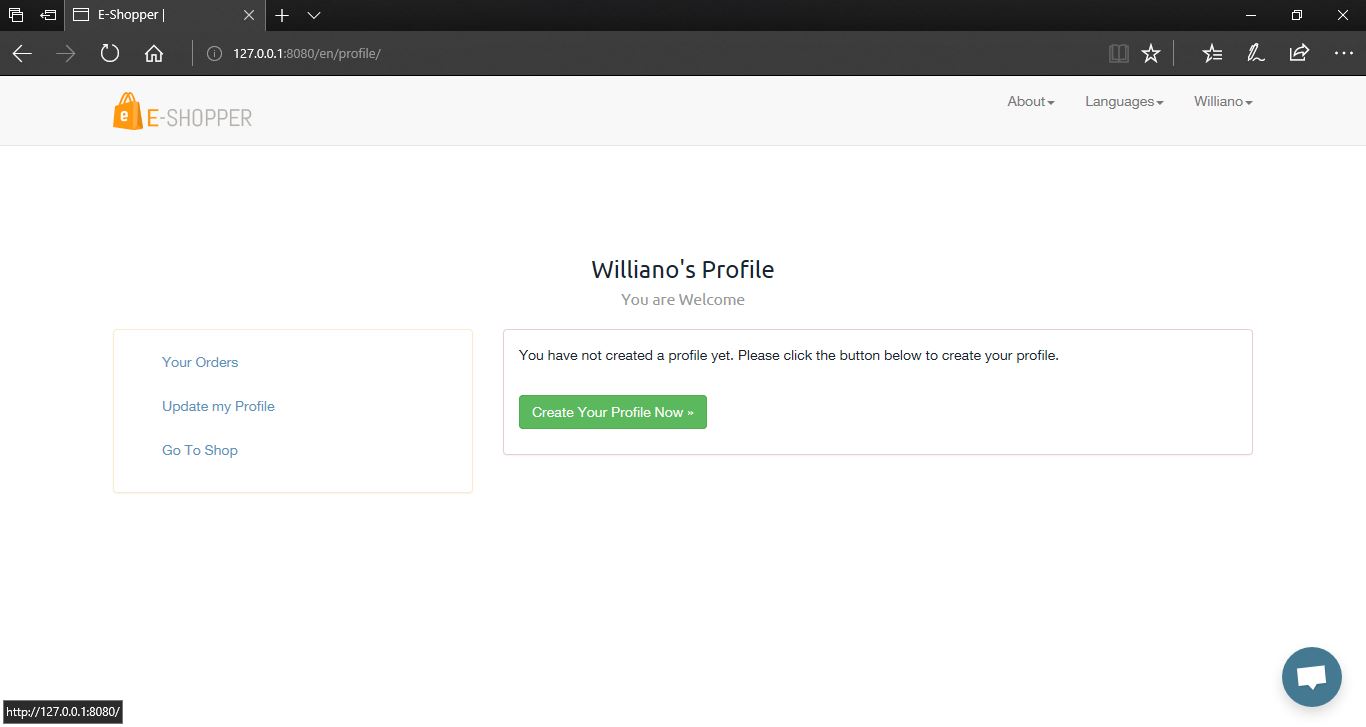 E-Shopper |
127.0.0.1:8080/en/profile/
e E-SHOPPER
About Languages Williano
Williano's Profile
You are Welcome
Your Orders
Update my Profile
Go To Shop
You have not created a profile yet. Please click the button below to create your profile.
Create Your Profile Now »
http://127.0.0.1:8080/